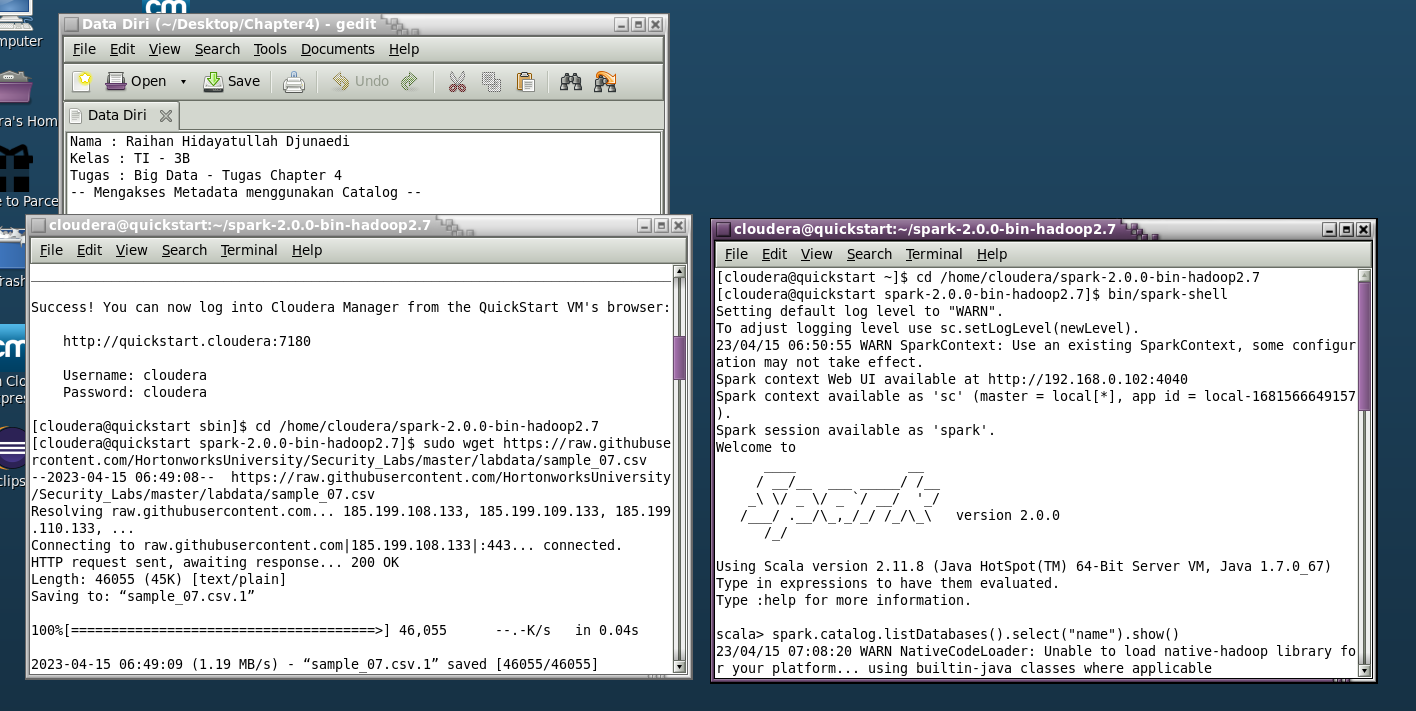 mputer
ra's Hom
e to Parce
rash
n Clo
pres
clips
cm
cm
Data Diri (~/Desktop/Chapter4) - gedit
File Edit View Search Tools Documents Help
Open Save Undo
Data Diri
Nama : Raihan Hidayatullah Djunaedi
Kelas : TI - 3B
Tugas : Big Data - Tugas Chapter 4
-- Mengakses Metadata menggunakan Catalog --
cloudera@quickstart:~/spark-2.0.0-bin-hadoop2.7
File Edit View Search Terminal Help
Success! You can now log into Cloudera Manager from the QuickStart VM's browser:
http://quickstart.cloudera:7180
Username: cloudera
Password: cloudera
[cloudera@quickstart sbin]$ cd /home/cloudera/spark-2.0.0-bin-hadoop2.7
[cloudera@quickstart spark-2.0.0-bin-hadoop2.7]$ sudo wget https://raw.githubuse
rcontent.com/HortonworksUniversity/Security_Labs/master/labdata/sample_07.csv
--2023-04-15 06:49:08--  https://raw.githubusercontent.com/HortonworksUniversity
/Security_Labs/master/labdata/sample_07.csv
Resolving raw.githubusercontent.com... 185.199.108.133, 185.199.109.133, 185.199
.110.133, ...
Connecting to raw.githubusercontent.com|185.199.108.133|:443... connected.
HTTP request sent, awaiting response... 200 OK
Length: 46055 (45K) [text/plain]
Saving to: “sample_07.csv.1”
100%[======================================>] 46,055      --.-K/s   in 0.04s
2023-04-15 06:49:09 (1.19 MB/s) - “sample_07.csv.1” saved [46055/46055]
cloudera@quickstart:~/spark-2.0.0-bin-hadoop2.7
File Edit View Search Terminal Help
[cloudera@quickstart ~]$ cd /home/cloudera/spark-2.0.0-bin-hadoop2.7
[cloudera@quickstart spark-2.0.0-bin-hadoop2.7]$ bin/spark-shell
Setting default log level to "WARN".
To adjust logging level use sc.setLogLevel(newLevel).
23/04/15 06:50:55 WARN SparkContext: Use an existing SparkContext, some configur
ation may not take effect.
Spark context Web UI available at http://192.168.0.102:4040
Spark context available as 'sc' (master = local[*], app id = local-1681566649157
).
Spark session available as 'spark'.
Welcome to
      ____              __
     / __/__  ___ _____/ /__
    _\ \/ _ \/ _ `/ __/  '_/
   /___/ .__/\_,_/_/ /_/\_\   version 2.0.0
      /_/
Using Scala version 2.11.8 (Java HotSpot(TM) 64-Bit Server VM, Java 1.7.0_67)
Type in expressions to have them evaluated.
Type :help for more information.
scala> spark.catalog.listDatabases().select("name").show()
23/04/15 07:08:20 WARN NativeCodeLoader: Unable to load native-hadoop library fo
r your platform... using builtin-java classes where applicable